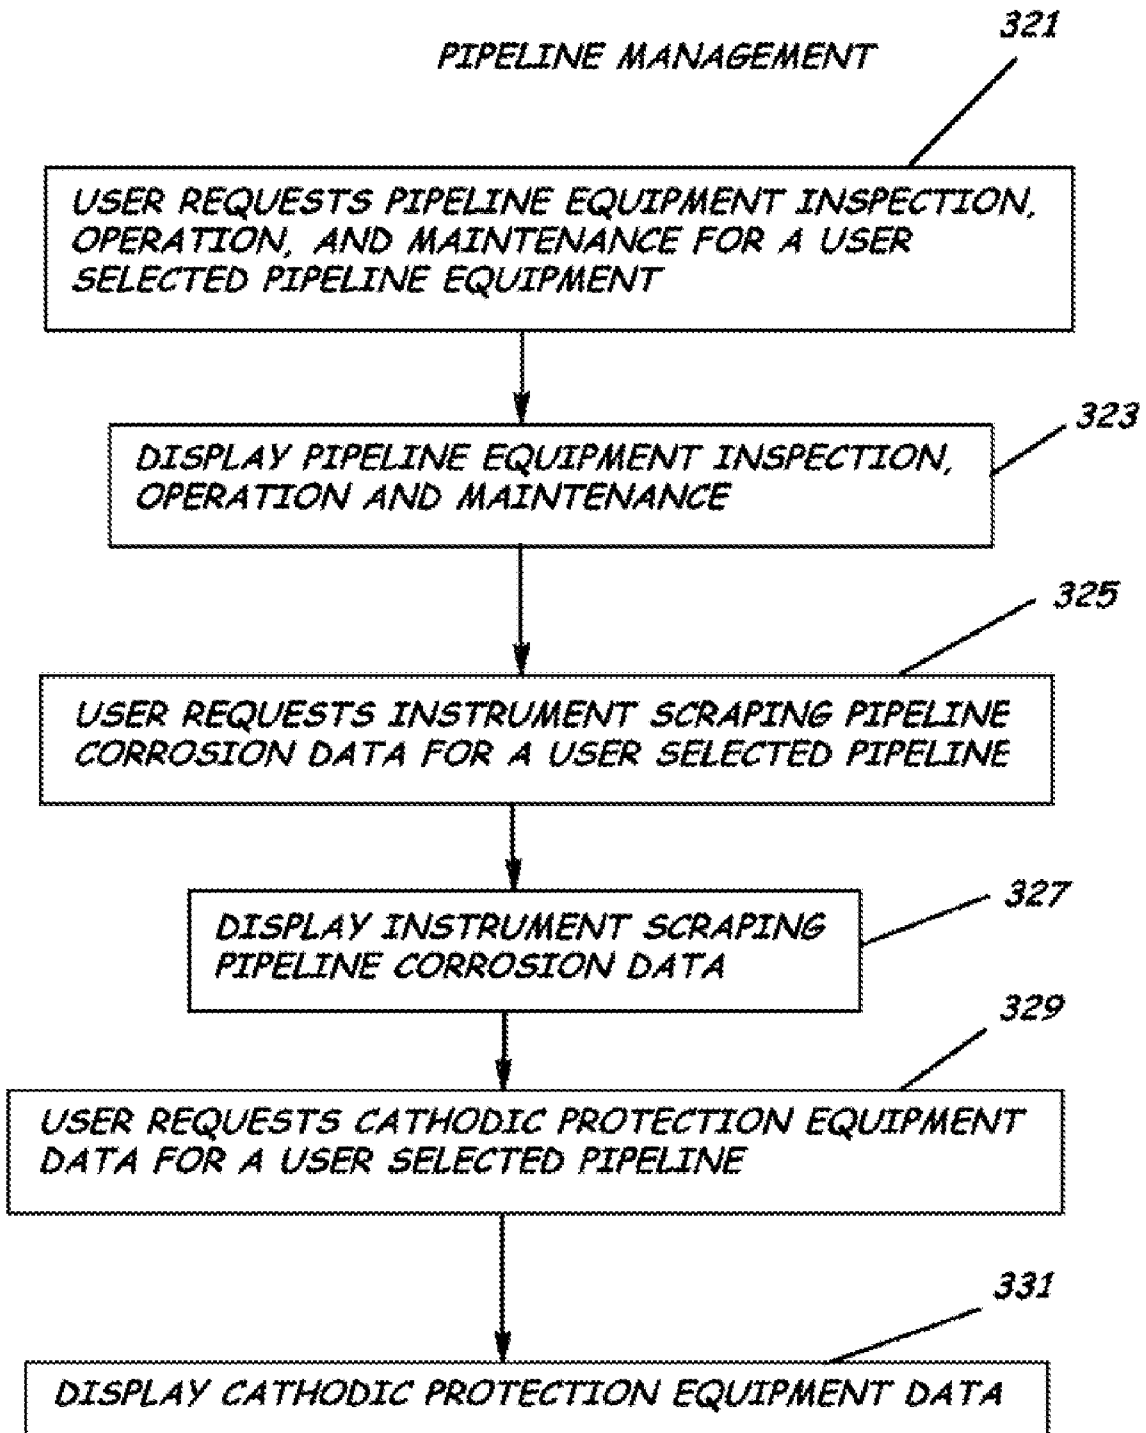 321
PIPELINE MANAGEMENT
USER REQUESTS PIPELINE EQUIPMENT INSPECTION,
OPERATION, AND MAINTENANCE FOR A USER
SELECTED PIPELINE EQUIPMENT
323
DISPLAY PIPELINE EQUIPMENT INSPECTION,
OPERATION AND MAINTENANCE
325
USER REQUESTS INSTRUMENT SCRAPING PIPELINE
CORROSION DATA FOR A USER SELECTED PIPELINE
327
DISPLAY INSTRUMENT SCRAPING
PIPELINE CORROSION DATA
329
USER REQUESTS CATHODIC PROTECTION EQUIPMENT
DATA FOR A USER SELECTED PIPELINE
331
DISPLAY CATHODIC PROTECTION EQUIPMENT DATA